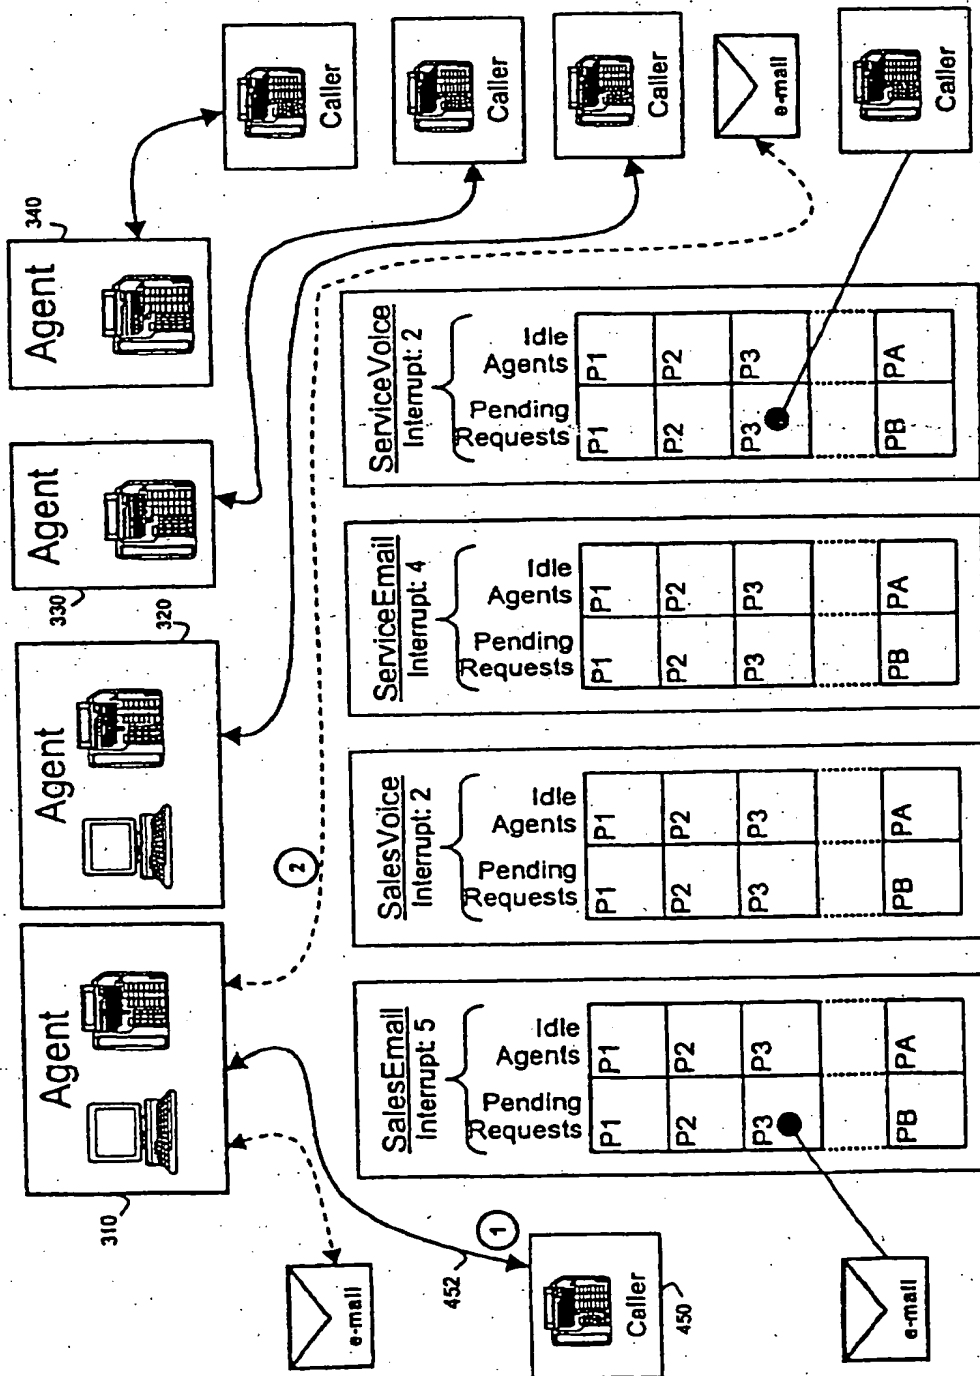 Agent
310
Agent
320
Agent
330
Agent
340
e-mail
452
1
2
Caller
450
Caller
Caller
Caller
e-mail
SalesEmail
Interrupt: 5
Pending
Requests
Idle
Agents
P1 P1
P2 P2
P3 P3
PB PA
SalesVoice
Interrupt: 2
Pending
Requests
Idle
Agents
P1 P1
P2 P2
P3 P3
PB PA
ServiceEmail
Interrupt: 4
Pending
Requests
Idle
Agents
P1 P1
P2 P2
P3 P3
PB PA
ServiceVoice
Interrupt: 2
Pending
Requests
Idle
Agents
P1 P1
P2 P2
P3 P3
PB PA
e-mail
Caller